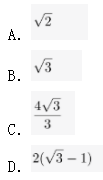 A. √2
B. √3
C. 4√3/3
D. 2(√3 − 1)